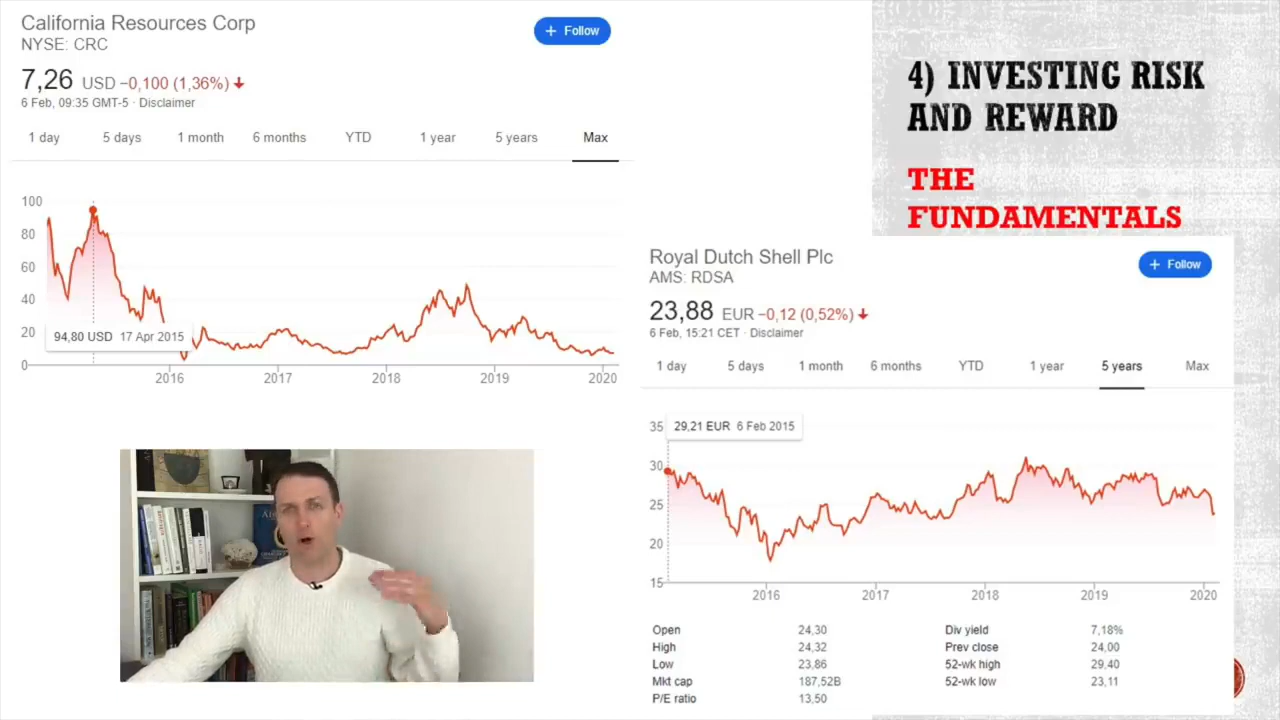 California Resources Corp
NYSE: CRC
+ Follow
7,26 USD −0,100 (1,36%) ↓
6 Feb, 09:35 GMT-5 · Disclaimer
1 day 5 days 1 month 6 months YTD 1 year 5 years Max
100
80
60
40
20
0
94,80 USD 17 Apr 2015
2016 2017 2018 2019 2020
4) INVESTING RISK
AND REWARD
THE
FUNDAMENTALS
Royal Dutch Shell Plc
AMS: RDSA
+ Follow
23,88 EUR −0,12 (0,52%) ↓
6 Feb, 15:21 CET · Disclaimer
1 day 5 days 1 month 6 months YTD 1 year 5 years Max
35
30
25
20
15
29,21 EUR 6 Feb 2015
2016 2017 2018 2019 2020
Open 24,30 Div yield 7,18%
High 24,32 Prev close 24,00
Low 23,86 52-wk high 29,40
Mkt cap 187,52B 52-wk low 23,11
P/E ratio 13,50